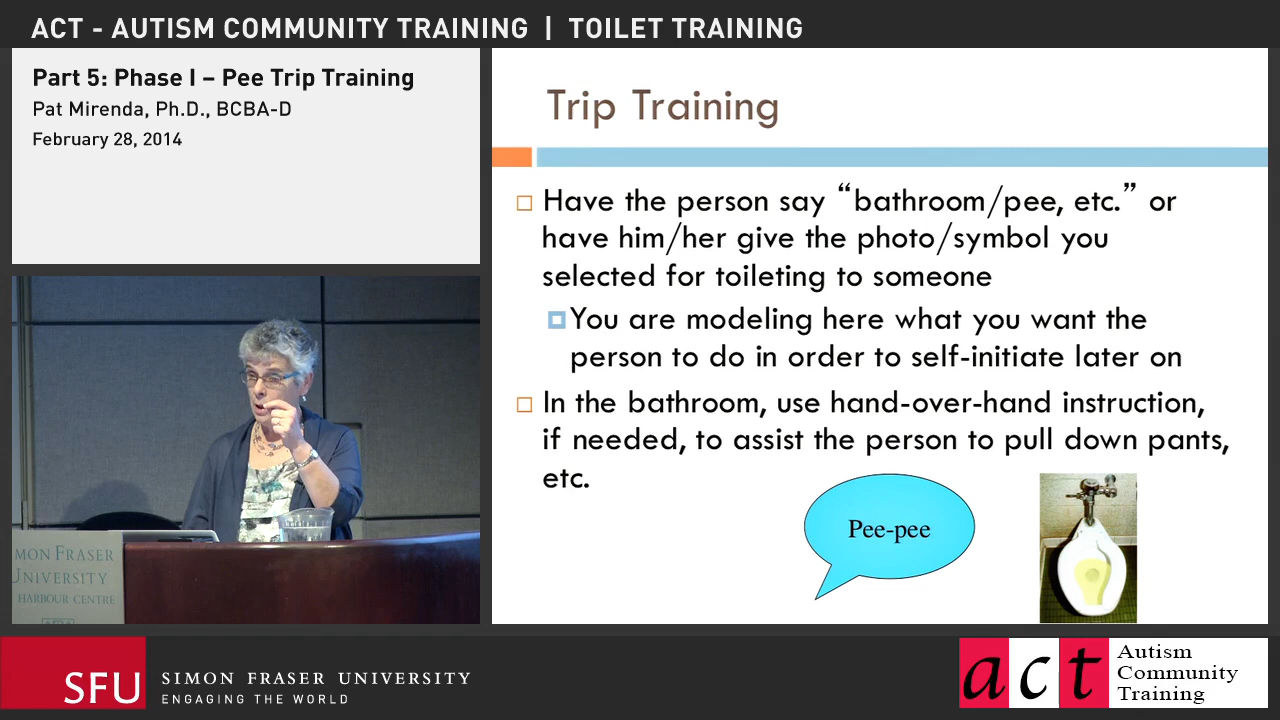 ACT - AUTISM COMMUNITY TRAINING | TOILET TRAINING
Part 5: Phase I – Pee Trip Training
Pat Mirenda, Ph.D., BCBA-D
February 28, 2014
Trip Training
Have the person say “bathroom/pee, etc.” or
have him/her give the photo/symbol you
selected for toileting to someone
You are modeling here what you want the
person to do in order to self-initiate later on
In the bathroom, use hand-over-hand instruction,
if needed, to assist the person to pull down pants,
etc.
Pee-pee
MON FRASER
UNIVERSITY
HARBOUR CENTRE
SFU
SIMON FRASER UNIVERSITY
ENGAGING THE WORLD
act
Autism
Community
Training